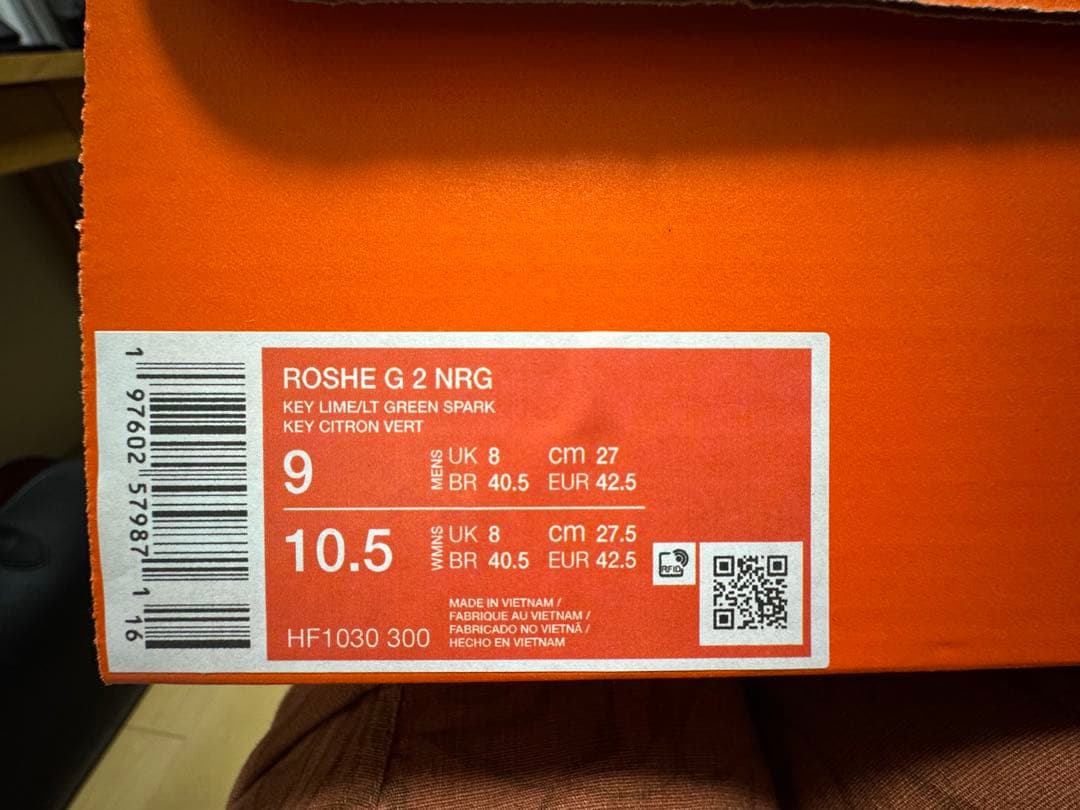 ROSHE G 2 NRG
KEY LIME/LT GREEN SPARK
KEY CITRON VERT
9
MENS
UK 8 cm 27
BR 40.5 EUR 42.5
10.5
WMNS
UK 8 cm 27.5
BR 40.5 EUR 42.5
RFID
MADE IN VIETNAM /
FABRIQUE AU VIETNAM /
FABRICADO NO VIETNÃ /
HECHO EN VIETNAM
HF1030 300
1 97602 57987 1 16